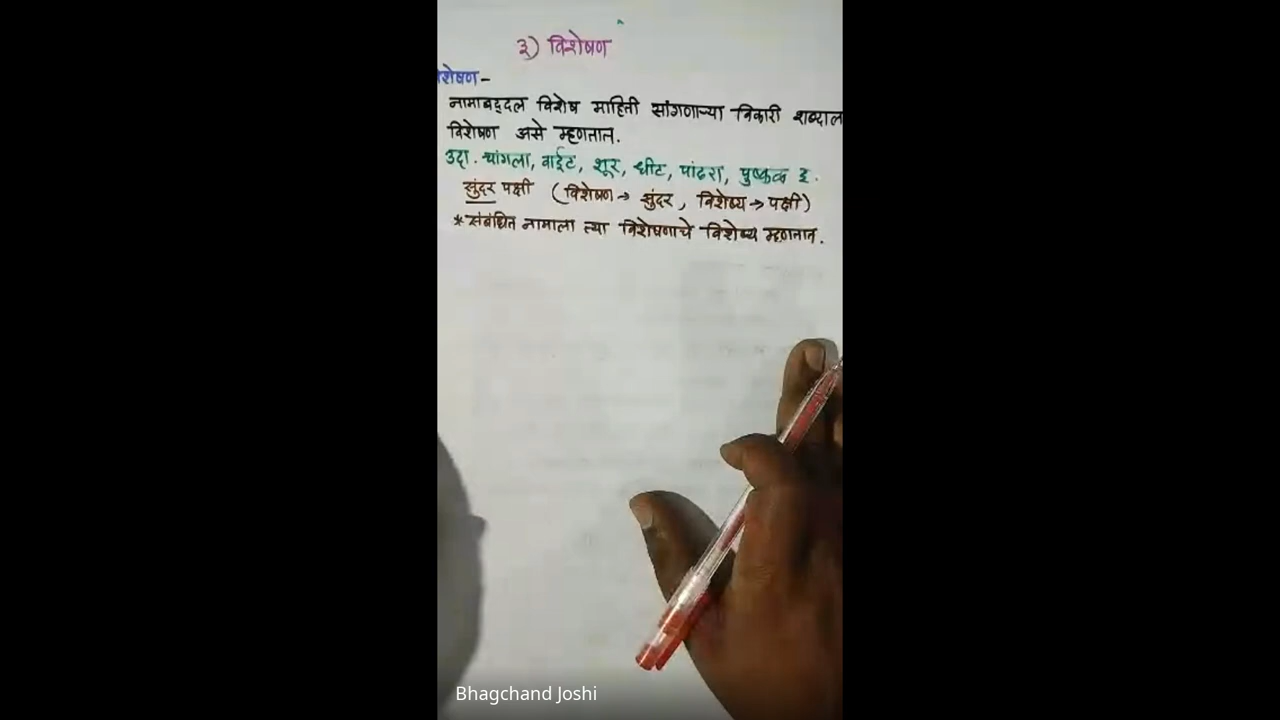 ३) विशेषण
शेषण-
नामाबद्दल विशेष माहिती सांगणाऱ्या विकारी शब्दाल
विशेषण असे म्हणतात.
उदा. चांगला, वाईट, शूर, धीट, पांढरा, पुष्कळ इ.
सुंदर पक्षी (विशेषण→ सुंदर, विशेष्य→ पक्षी)
*संबंधित नामाला त्या विशेषणाचे विशेष्य म्हणतात.
Bhagchand Joshi